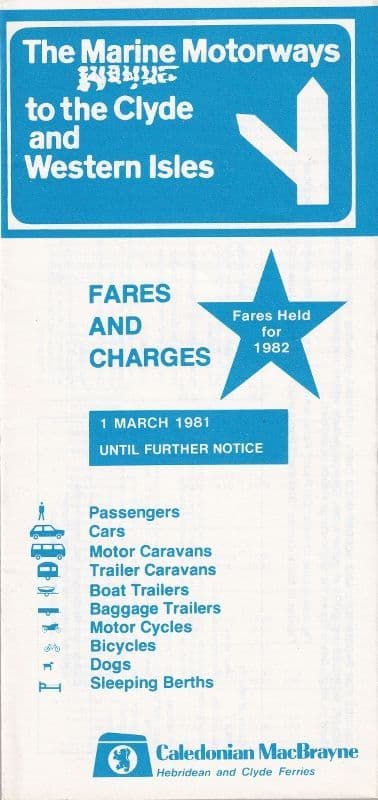 The Marine Motorways
to the Clyde
and
Western Isles
FARES
AND
CHARGES
Fares Held
for
1982
1 MARCH 1981
UNTIL FURTHER NOTICE
Passengers
Cars
Motor Caravans
Trailer Caravans
Boat Trailers
Baggage Trailers
Motor Cycles
Bicycles
Dogs
Sleeping Berths
Caledonian MacBrayne
Hebridean and Clyde Ferries